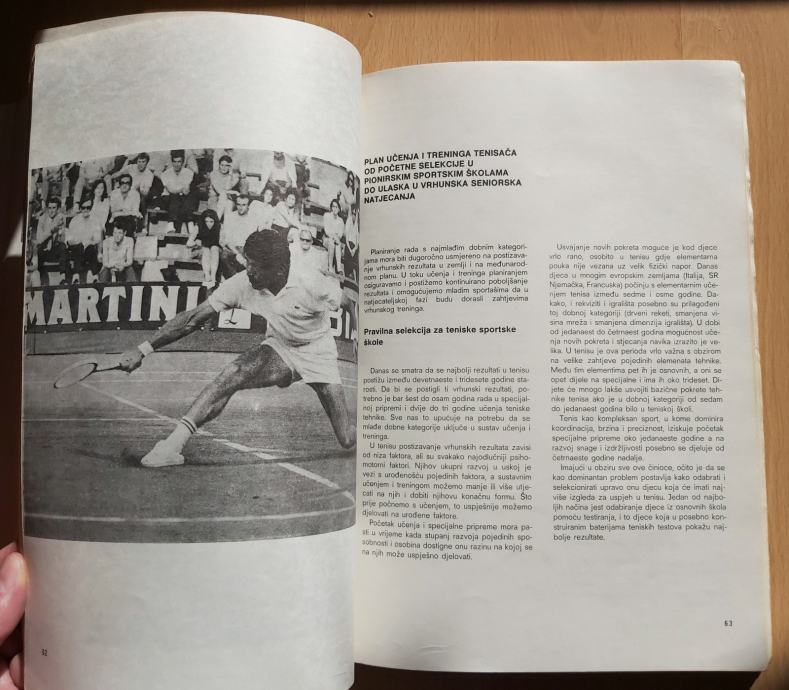 MARTINI
52
PLAN UČENJA I TRENINGA TENISAČA
OD POČETNE SELEKCIJE U
PIONIRSKIM SPORTSKIM ŠKOLAMA
DO ULASKA U VRHUNSKA SENIORSKA
NATJECANJA
Planiranje rada s najmlađim dobnim kategori-
jama mora biti dugoročno usmjereno na postizava-
nje vrhunskih rezultata u zemlji i na međunarod-
nom planu. U toku učenja i treninga planiranjem
osiguravamo i postižemo kontinuirano poboljšanje
rezultata i omogućujemo mladim sportašima da u
natjecateljskoj fazi budu dorasli zahtjevima
vrhunskog treninga.
Pravilna selekcija za teniske sportske
škole
Danas se smatra da se najbolji rezultati u tenisu
postižu između devetnaeste i tridesete godine sta-
rosti. Da bi se postigli ti vrhunski rezultati, po-
trebno je bar šest do osam godina rada u specijal-
noj pripremi i dvije do tri godine učenja teniske
tehnike. Sve nas to upućuje na potrebu da se
mlađe dobne kategorije uključe u sustav učenja i
treninga.
U tenisu postizavanje vrhunskih rezultata zavisi
od niza faktora, ali su svakako najodlučniji psiho-
motorni faktori. Njihov ukupni razvoj u uskoj je
vezi s urođenošću pojedinih faktora, a sustavnim
učenjem i treningom možemo manje ili više utje-
cati na njih i dobiti njihovu konačnu formu. Što
prije počnemo s učenjem, to uspješnije možemo
djelovati na urođene faktore.
Početak učenja i specijalne pripreme mora pa-
sti u vrijeme kada stupanj razvoja pojedinih spo-
sobnosti i osobina dostigne onu razinu na kojoj se
na njih može uspješno djelovati.
Usvajanje novih pokreta moguće je kod djece
vrlo rano, osobito u tenisu gdje elementarna
pouka nije vezana uz velik fizički napor. Danas
djeca u mnogim evropskim zemljama (Italija, SR
Njemačka, Francuska) počinju s elementarnim uče-
njem tenisa između sedme i osme godine. Da-
kako, i rekviziti i igrališta posebno su prilagođeni
toj dobnoj kategoriji (drveni reketi, smanjena vi-
sina mreža i smanjena dimenzija igrališta). U dobi
od jedanaest do četrnaest godina mogućnost uče-
nja novih pokreta i stjecanja navika izrazito je ve-
lika. U tenisu je ova perioda vrlo važna s obzirom
na velike zahtjeve pojedinih elemenata tehnike.
Među tim elementima pet ih je osnovnih, a oni se
opet dijele na specijalne i ima ih oko trideset. Di-
jete će mnogo lakše usvojiti bazične pokrete teh-
nike tenisa ako je u dobnoj kategoriji od sedam
do jedanaest godina bilo u teniskoj školi.
Tenis kao kompleksan sport, u kome dominira
koordinacija, brzina i preciznost, iziskuje početak
specijalne pripreme oko jedanaeste godine a na
razvoj snage i izdržljivosti posebno se djeluje od
četrnaeste godine nadalje.
Imajući u obziru sve ove činioce, očito je da se
kao dominantan problem postavlja kako odabrati i
selekcionirati upravo onu djecu koja će imati naj-
više izgleda za uspjeh u tenisu. Jedan od najbo-
ljih načina jest odabiranje djece iz osnovnih škola
pomoću testiranja, i to djece koja u posebno kon-
struiranim baterijama teniskih testova pokažu naj-
bolje rezultate.
63